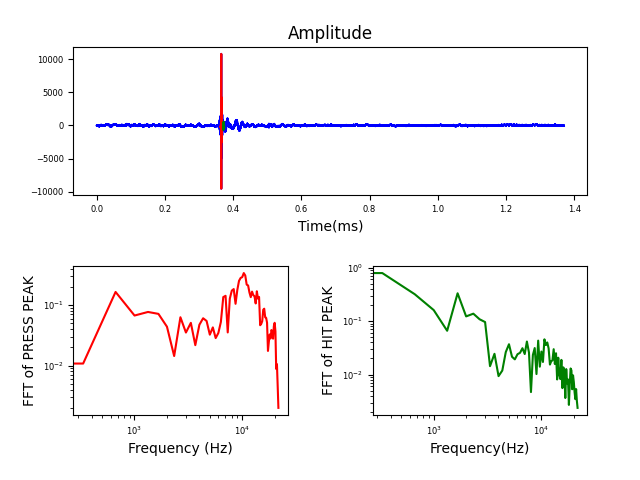 Amplitude
10000
5000
0
−5000
−10000
0.0 0.2 0.4 0.6 0.8 1.0 1.2 1.4
Time(ms)
FFT of PRESS PEAK
10⁻¹
10⁻²
10³ 10⁴
Frequency (Hz)
FFT of HIT PEAK
10⁰
10⁻¹
10⁻²
10³ 10⁴
Frequency(Hz)